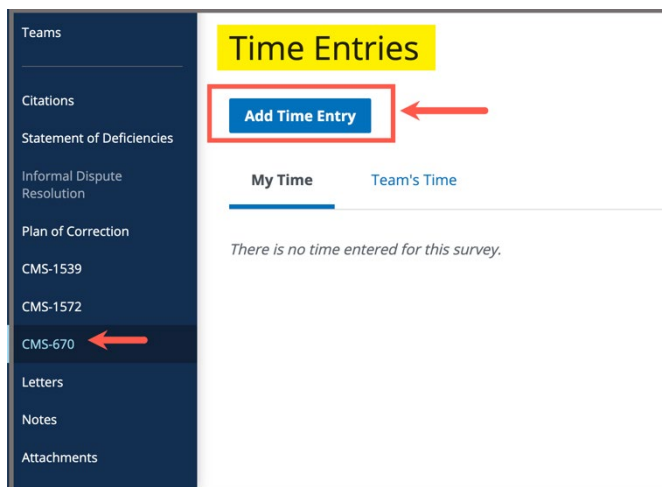 Teams
Citations
Statement of Deficiencies
Informal Dispute
Resolution
Plan of Correction
CMS-1539
CMS-1572
CMS-670
Letters
Notes
Attachments
Time Entries
Add Time Entry
My Time
Team's Time
There is no time entered for this survey.